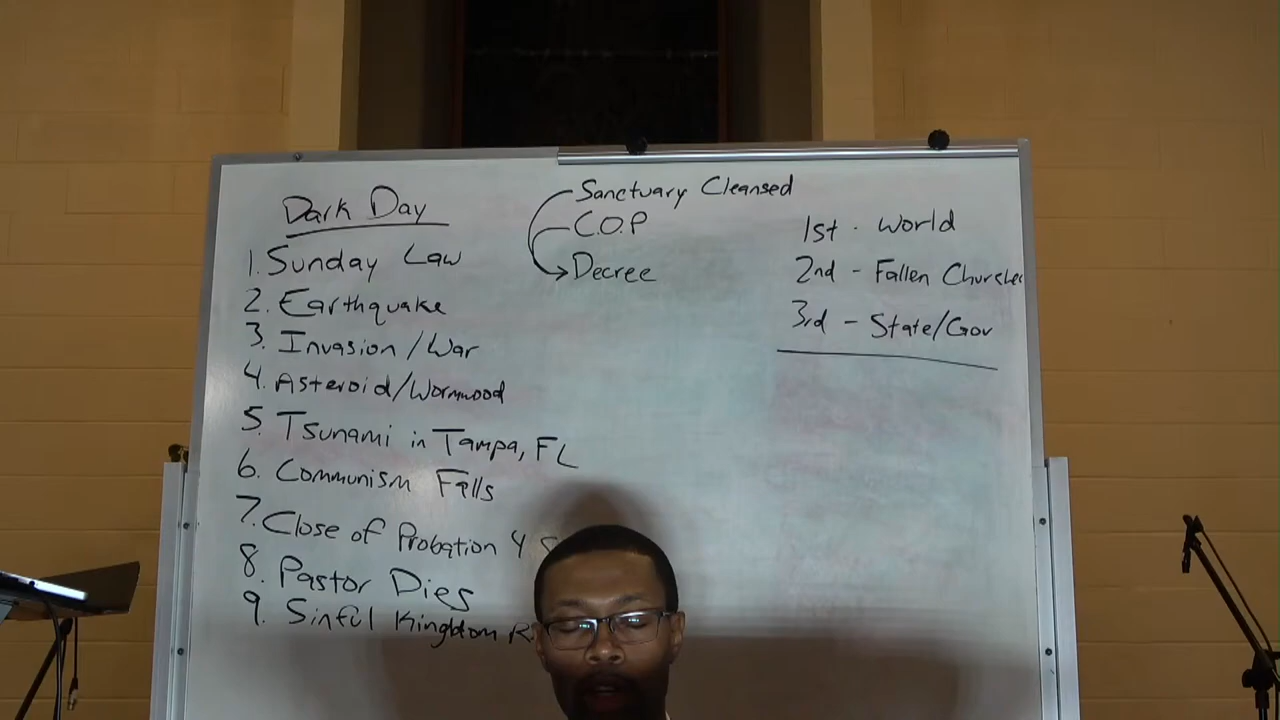 Dark Day
1. Sunday Law
2. Earthquake
3. Invasion/War
4. Asteroid/Wormwood
5. Tsunami in Tampa, FL
6. Communism Falls
7. Close of Probation 4
8. Pastor Dies
9. Sinful Kingdom
Sanctuary Cleansed
C.O.P
Decree
1st - World
2nd - Fallen Churches
3rd - State/Gov